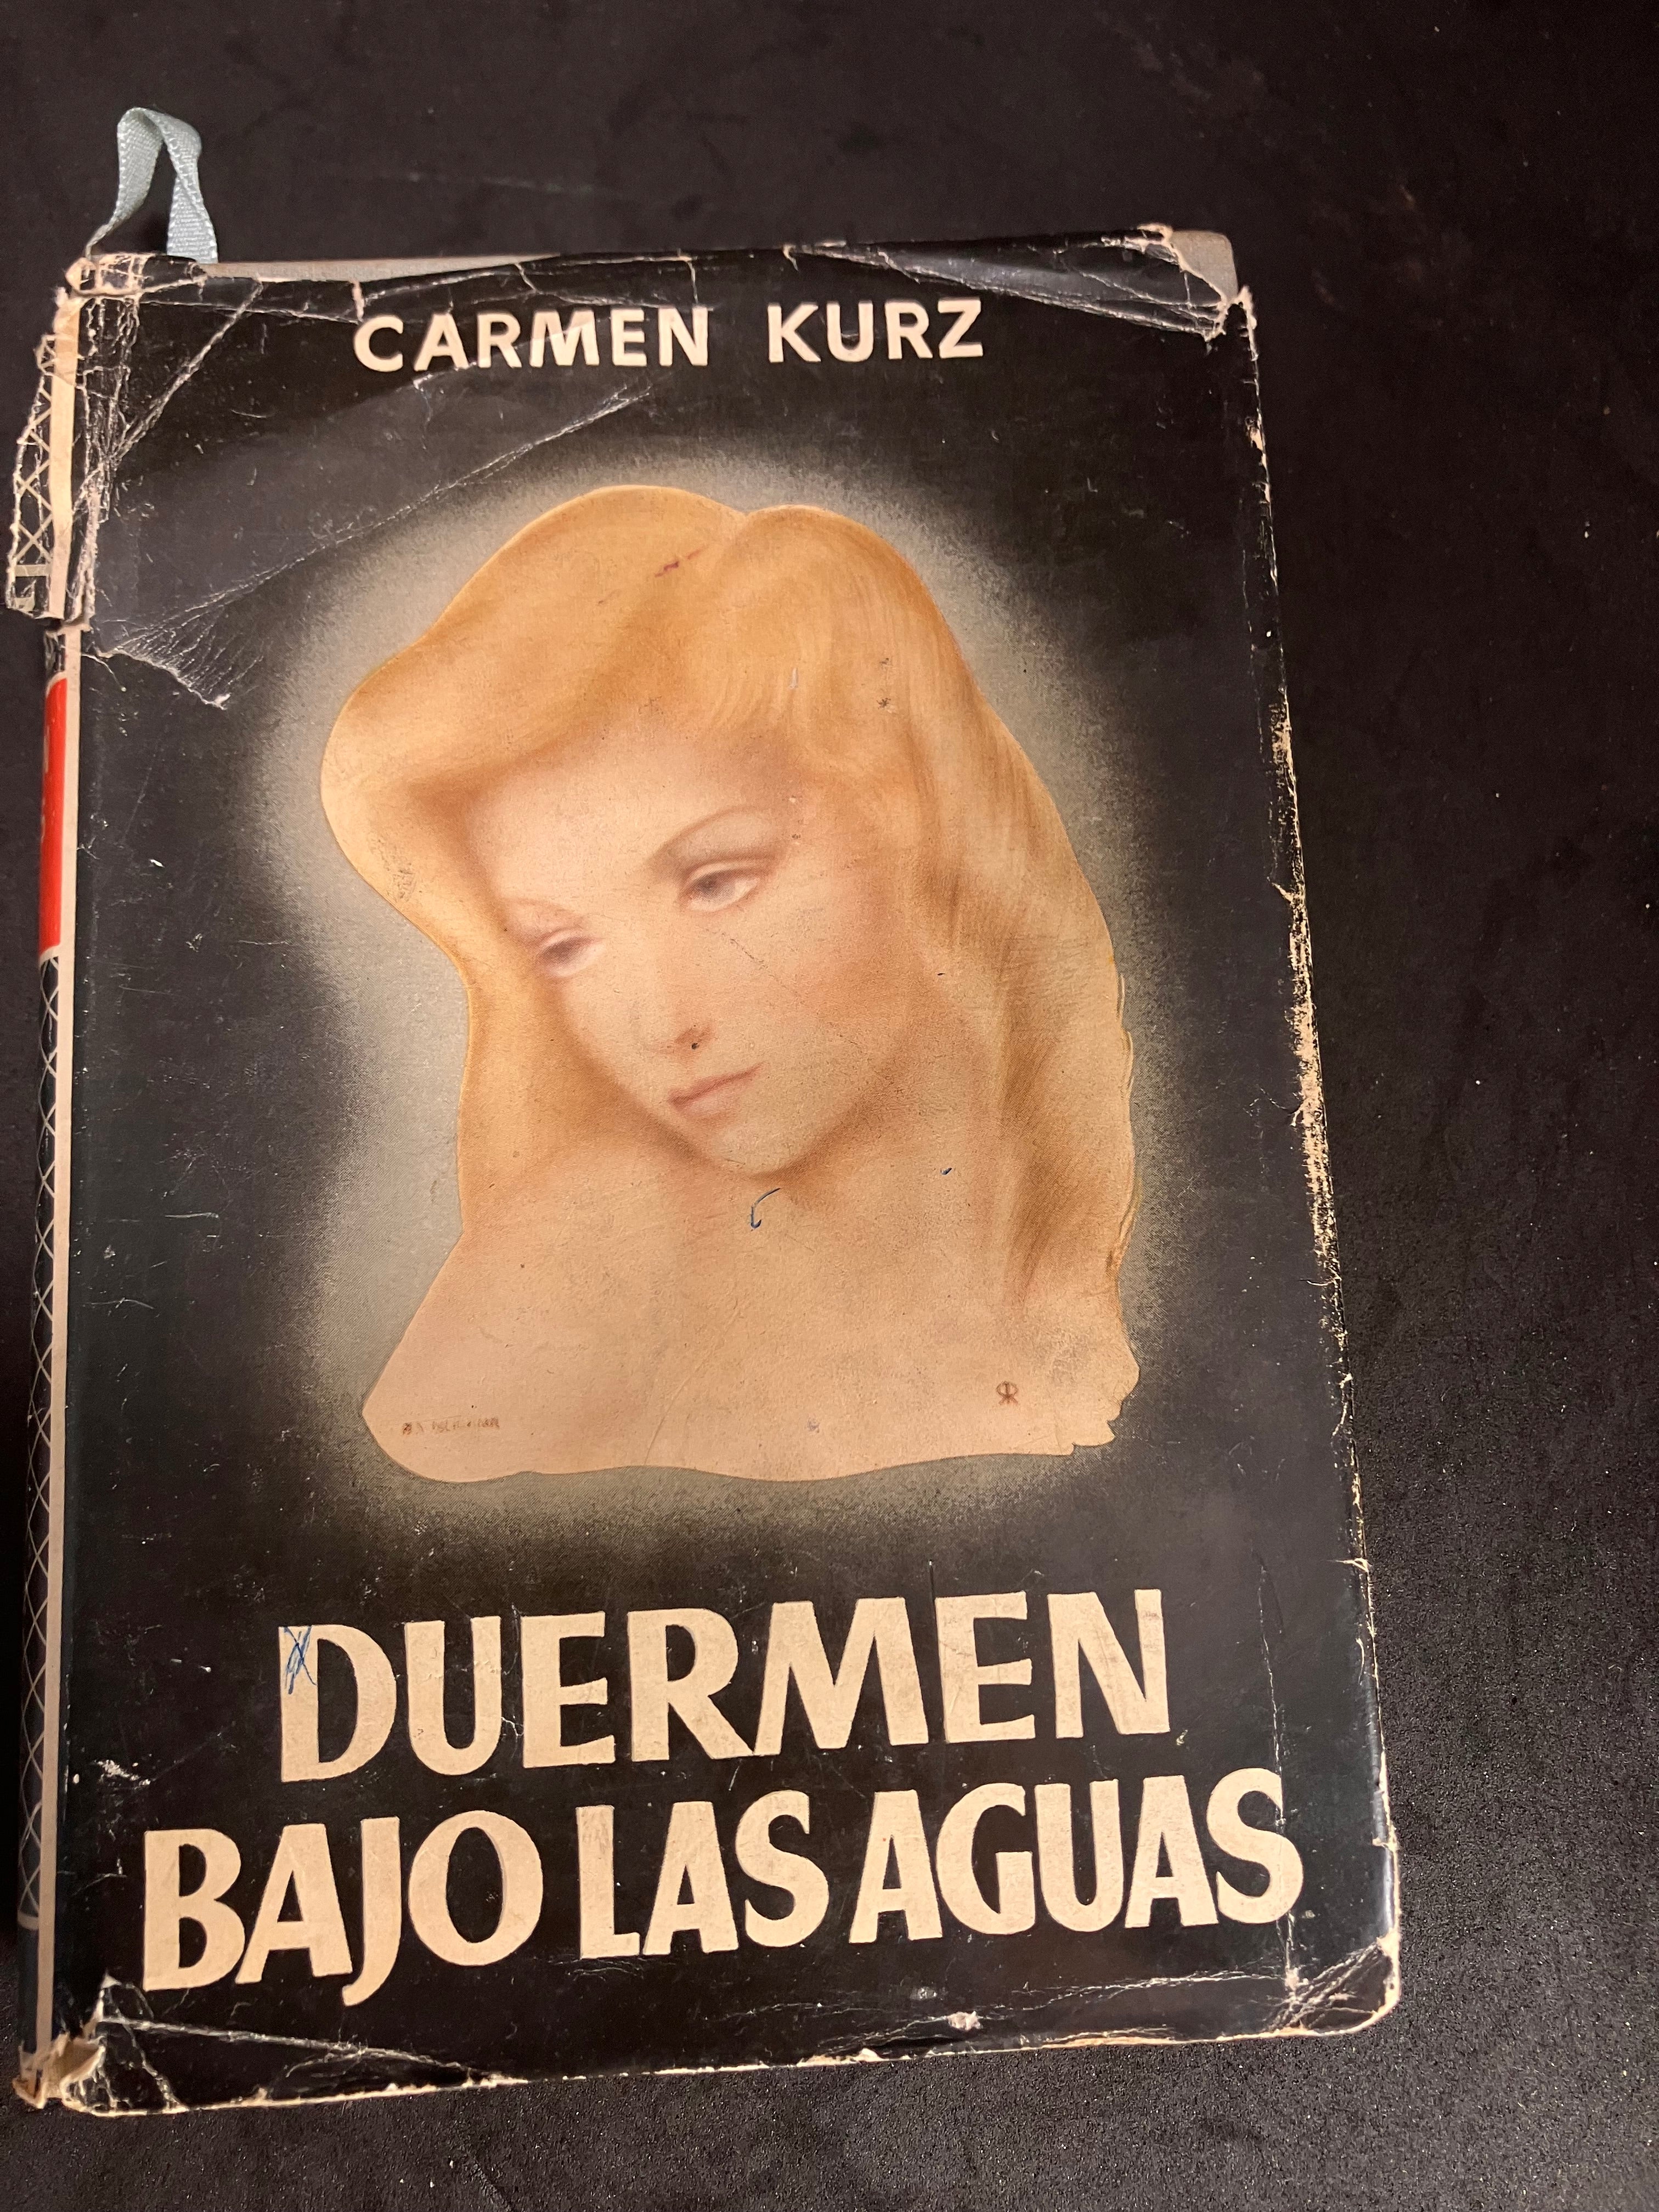 CARMEN KURZ
DUERMEN
BAJO LAS AGUAS